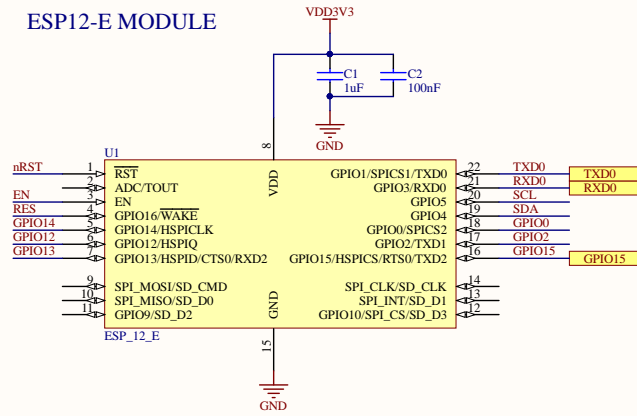 ESP12-E MODULE
VDD3V3
C1
1uF
C2
100nF
GND
8
U1
VDD
nRST 1 RST GPIO1/SPICS1/TXD0 22 TXD0 TXD0
2 ADC/TOUT GPIO3/RXD0 21 RXD0 RXD0
EN 3 EN GPIO5 20 SCL
RES 4 GPIO16/WAKE GPIO4 19 SDA
GPIO14 5 GPIO14/HSPICLK GPIO0/SPICS2 18 GPIO0
GPIO12 6 GPIO12/HSPIQ GPIO2/TXD1 17 GPIO2
GPIO13 7 GPIO13/HSPID/CTS0/RXD2 GPIO15/HSPICS/RTS0/TXD2 16 GPIO15 GPIO15
9 SPI_MOSI/SD_CMD SPI_CLK/SD_CLK 14
10 SPI_MISO/SD_D0 SPI_INT/SD_D1 13
11 GPIO9/SD_D2 GPIO10/SPI_CS/SD_D3 12
GND
ESP_12_E
15
GND